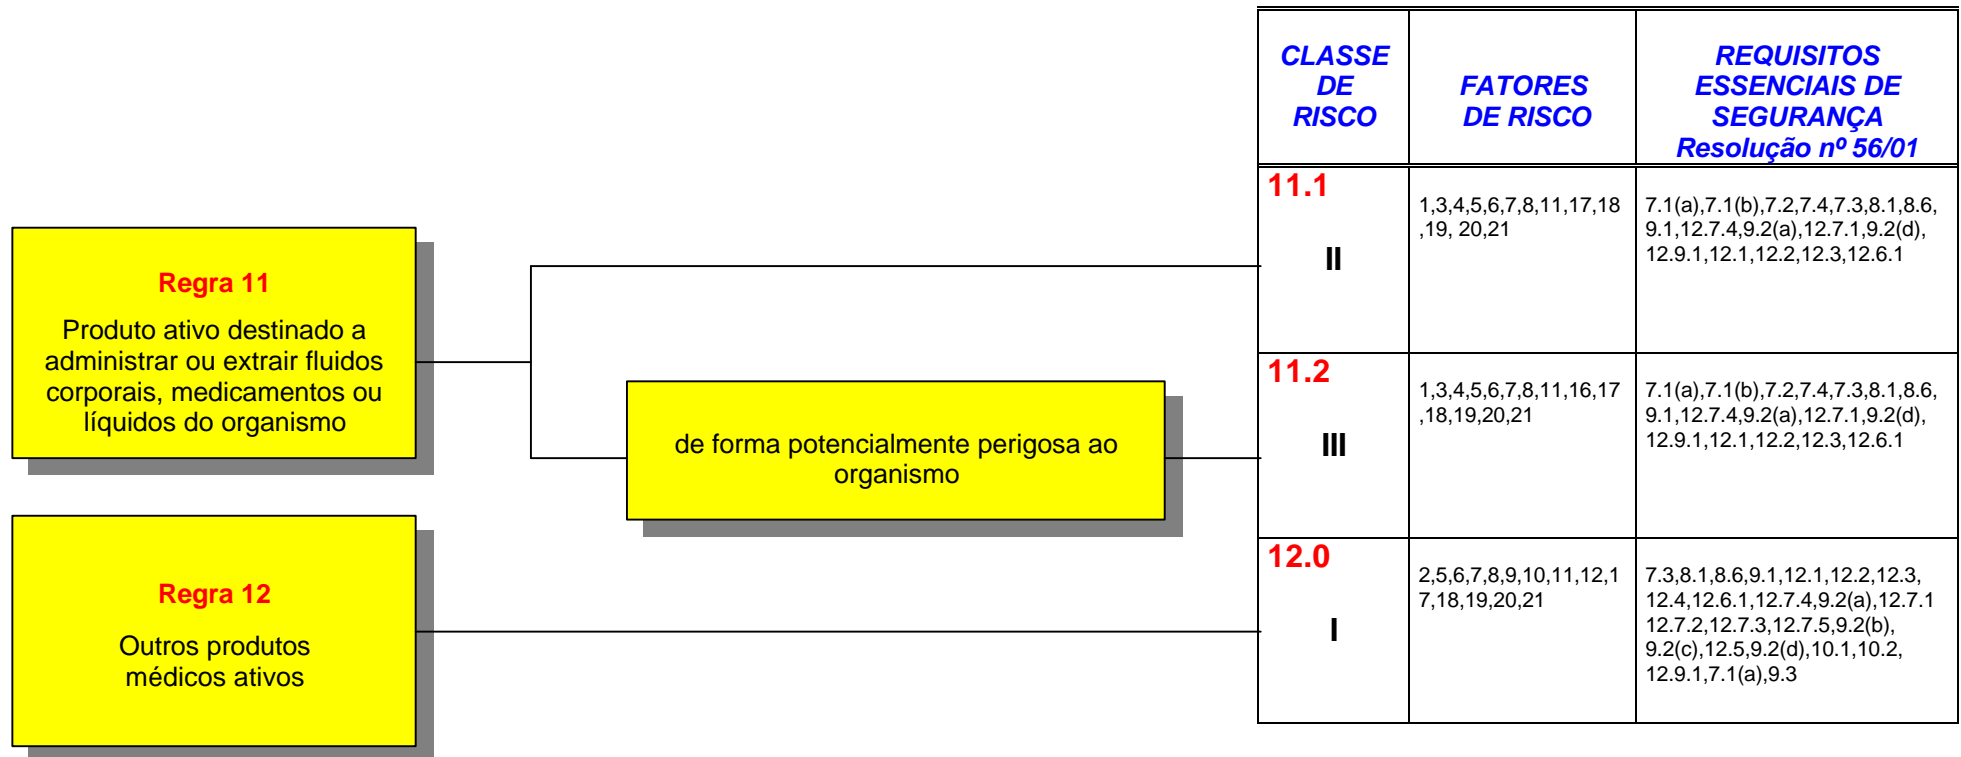 CLASSE
DE
RISCO
FATORES
DE RISCO
REQUISITOS
ESSENCIAIS DE
SEGURANÇA
Resolução nº 56/01
Regra 11
Produto ativo destinado a
administrar ou extrair fluidos
corporais, medicamentos ou
líquidos do organismo
11.1
II
1,3,4,5,6,7,8,11,17,18
,19, 20,21
7.1(a),7.1(b),7.2,7.4,7.3,8.1,8.6,
9.1,12.7.4,9.2(a),12.7.1,9.2(d),
12.9.1,12.1,12.2,12.3,12.6.1
de forma potencialmente perigosa ao
organismo
11.2
III
1,3,4,5,6,7,8,11,16,17
,18,19,20,21
7.1(a),7.1(b),7.2,7.4,7.3,8.1,8.6,
9.1,12.7.4,9.2(a),12.7.1,9.2(d),
12.9.1,12.1,12.2,12.3,12.6.1
Regra 12
Outros produtos
médicos ativos
12.0
I
2,5,6,7,8,9,10,11,12,1
7,18,19,20,21
7.3,8.1,8.6,9.1,12.1,12.2,12.3,
12.4,12.6.1,12.7.4,9.2(a),12.7.1
12.7.2,12.7.3,12.7.5,9.2(b),
9.2(c),12.5,9.2(d),10.1,10.2,
12.9.1,7.1(a),9.3